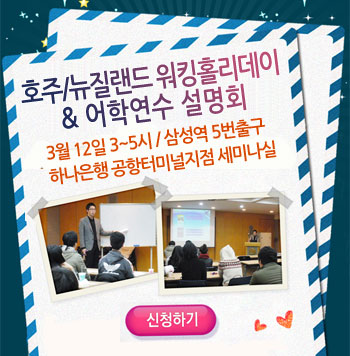 호주/뉴질랜드 워킹홀리데이
& 어학연수 설명회
3월 12일 3~5시 / 삼성역 5번출구
하나은행 공항터미널지점 세미나실
신청하기